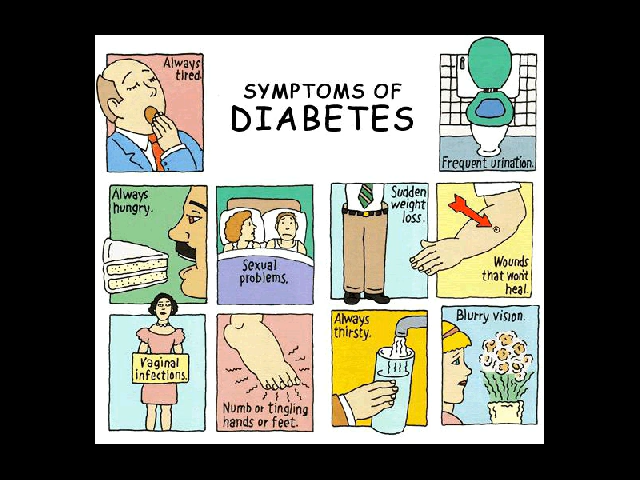 Always
tired.
SYMPTOMS OF
DIABETES
Frequent urination.
Always
hungry.
Sexual
problems.
Sudden
weight
loss.
Wounds
that won't
heal.
Vaginal
infections.
Numb or tingling
hands or feet.
Always
thirsty.
Blurry vision.